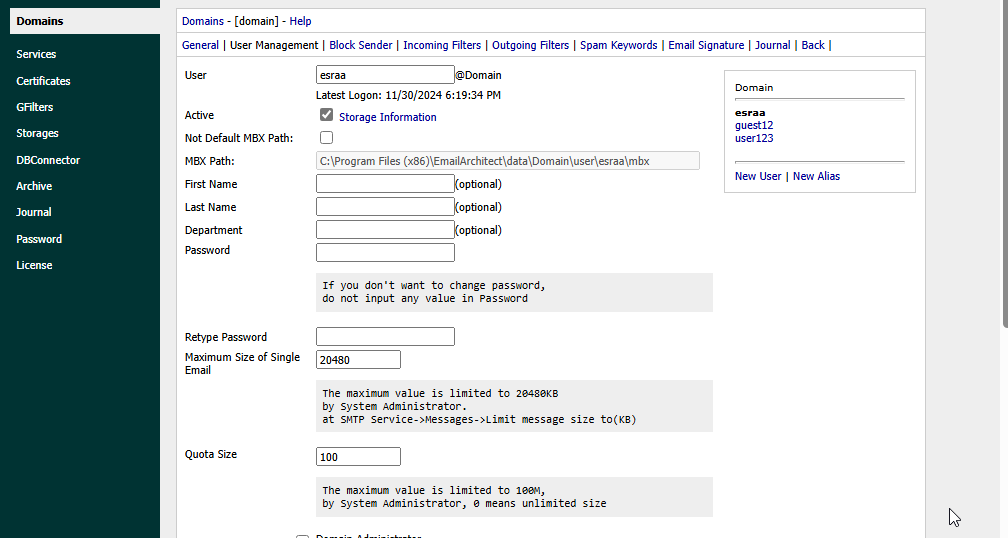 Domains
Services
Certificates
GFilters
Storages
DBConnector
Archive
Journal
Password
License
Domains - [domain] - Help
General | User Management | Block Sender | Incoming Filters | Outgoing Filters | Spam Keywords | Email Signature | Journal | Back |
User esraa @Domain
Latest Logon: 11/30/2024 6:19:34 PM
Active Storage Information
Not Default MBX Path:
MBX Path: C:\Program Files (x86)\EmailArchitect\data\Domain\user\esraa\mbx
First Name (optional)
Last Name (optional)
Department (optional)
Password
If you don't want to change password,
do not input any value in Password
Retype Password
Maximum Size of Single
Email
20480
The maximum value is limited to 20480KB
by System Administrator.
at SMTP Service->Messages->Limit message size to(KB)
Quota Size 100
The maximum value is limited to 100M,
by System Administrator, 0 means unlimited size
Domain Administrator
Domain
esraa
guest12
user123
New User | New Alias